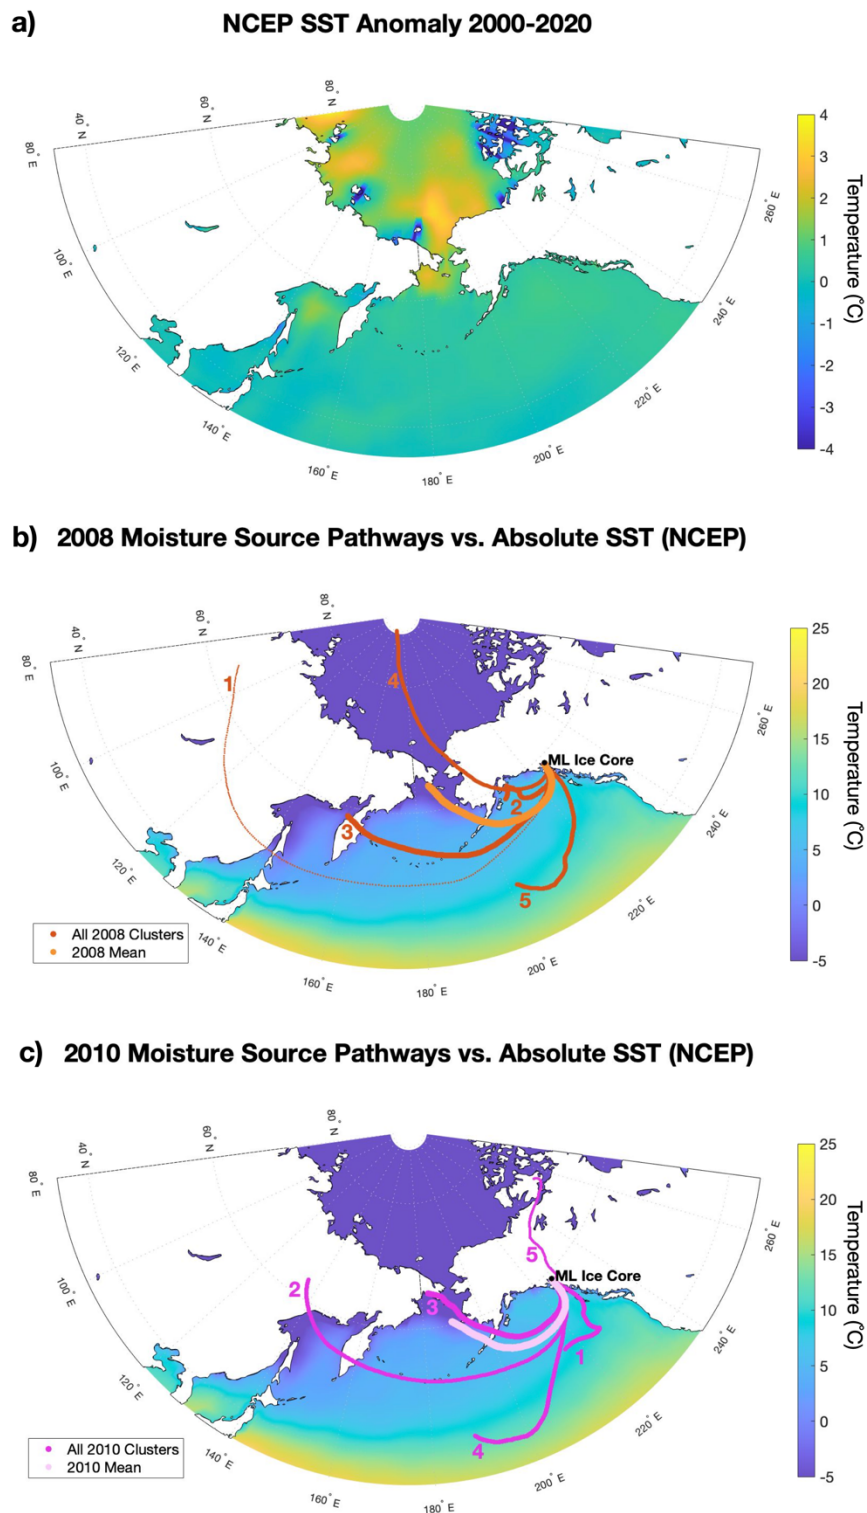 a) NCEP SST Anomaly 2000-2020
80°N
60°N
40°N
80°E
100°E
120°E
140°E
160°E
180°E
200°E
220°E
240°E
260°E
4
3
2
1
0
-1
-2
-3
-4
Temperature (°C)
b) 2008 Moisture Source Pathways vs. Absolute SST (NCEP)
80°N
60°N
40°N
80°E
100°E
120°E
140°E
160°E
180°E
200°E
220°E
240°E
260°E
1
4
ML Ice Core
2
3
5
All 2008 Clusters
2008 Mean
25
20
15
10
5
0
-5
Temperature (°C)
c) 2010 Moisture Source Pathways vs. Absolute SST (NCEP)
80°N
60°N
40°N
80°E
100°E
120°E
140°E
160°E
180°E
200°E
220°E
240°E
260°E
5
ML Ice Core
2
3
1
4
All 2010 Clusters
2010 Mean
25
20
15
10
5
0
-5
Temperature (°C)